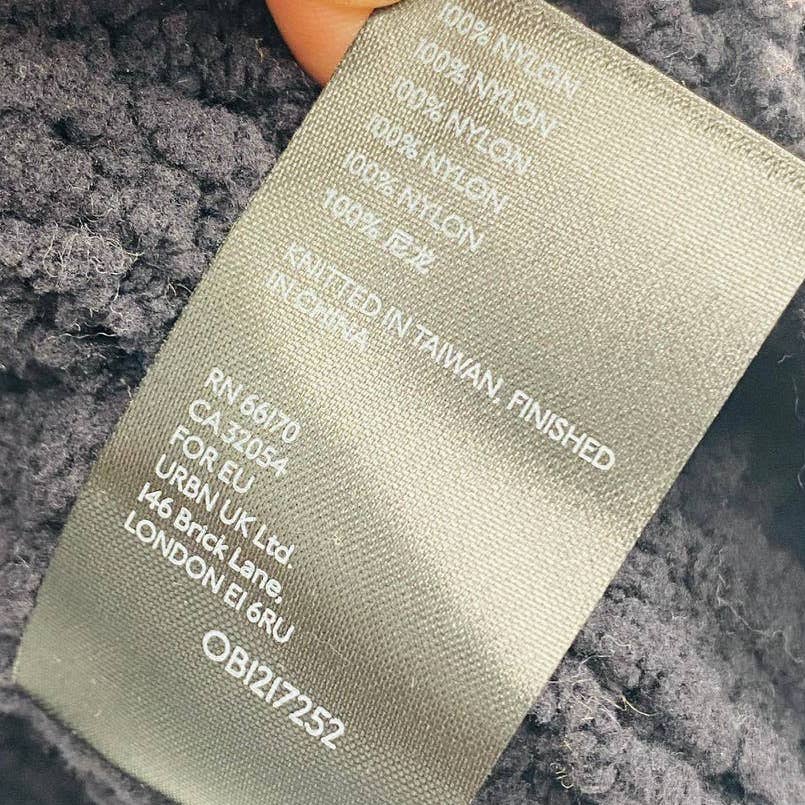 100% NYLON
100% NYLON
100% NYLON
100% NYLON
100% NYLON
100% 尼龙
KNITTED IN TAIWAN, FINISHED
IN CHINA
RN 66170
CA 32054
FOR EU
URBN UK Ltd.
146 Brick Lane,
LONDON E1 6RU
OB1217252